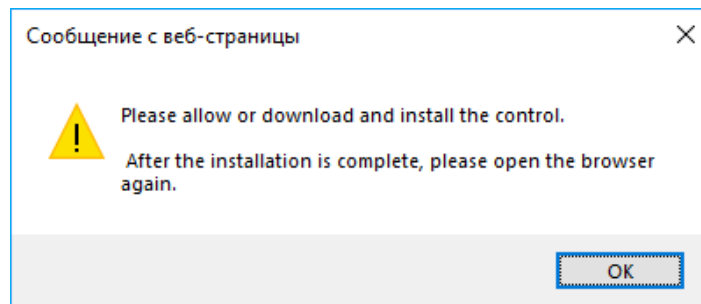 Сообщение с веб-страницы
Please allow or download and install the control.
After the installation is complete, please open the browser
again.
OK